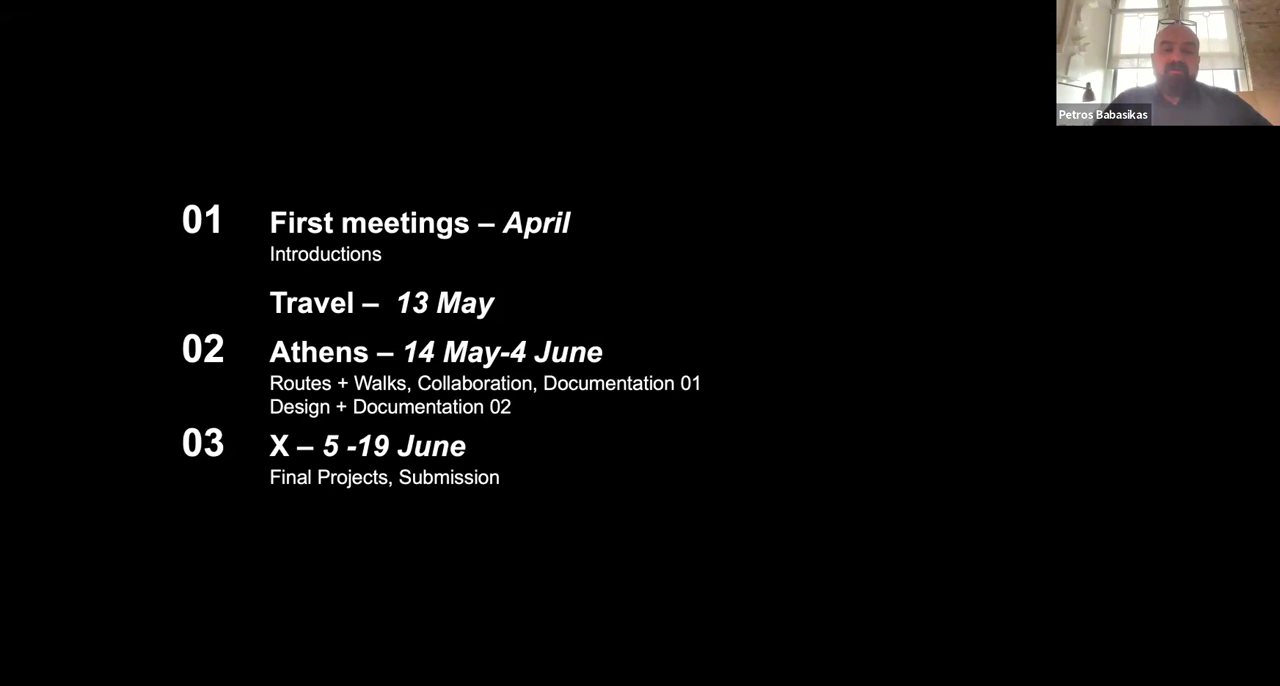 Petros Babasikas
01 First meetings – April
Introductions
Travel – 13 May
02 Athens – 14 May-4 June
Routes + Walks, Collaboration, Documentation 01
Design + Documentation 02
03 X – 5 -19 June
Final Projects, Submission